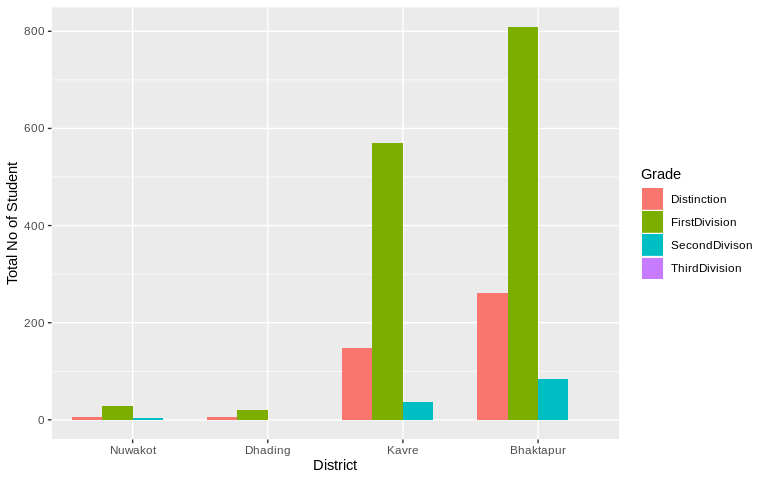 800
600
400
200
0
Total No of Student
Nuwakot Dhading Kavre Bhaktapur
District
Grade
Distinction
FirstDivision
SecondDivison
ThirdDivision